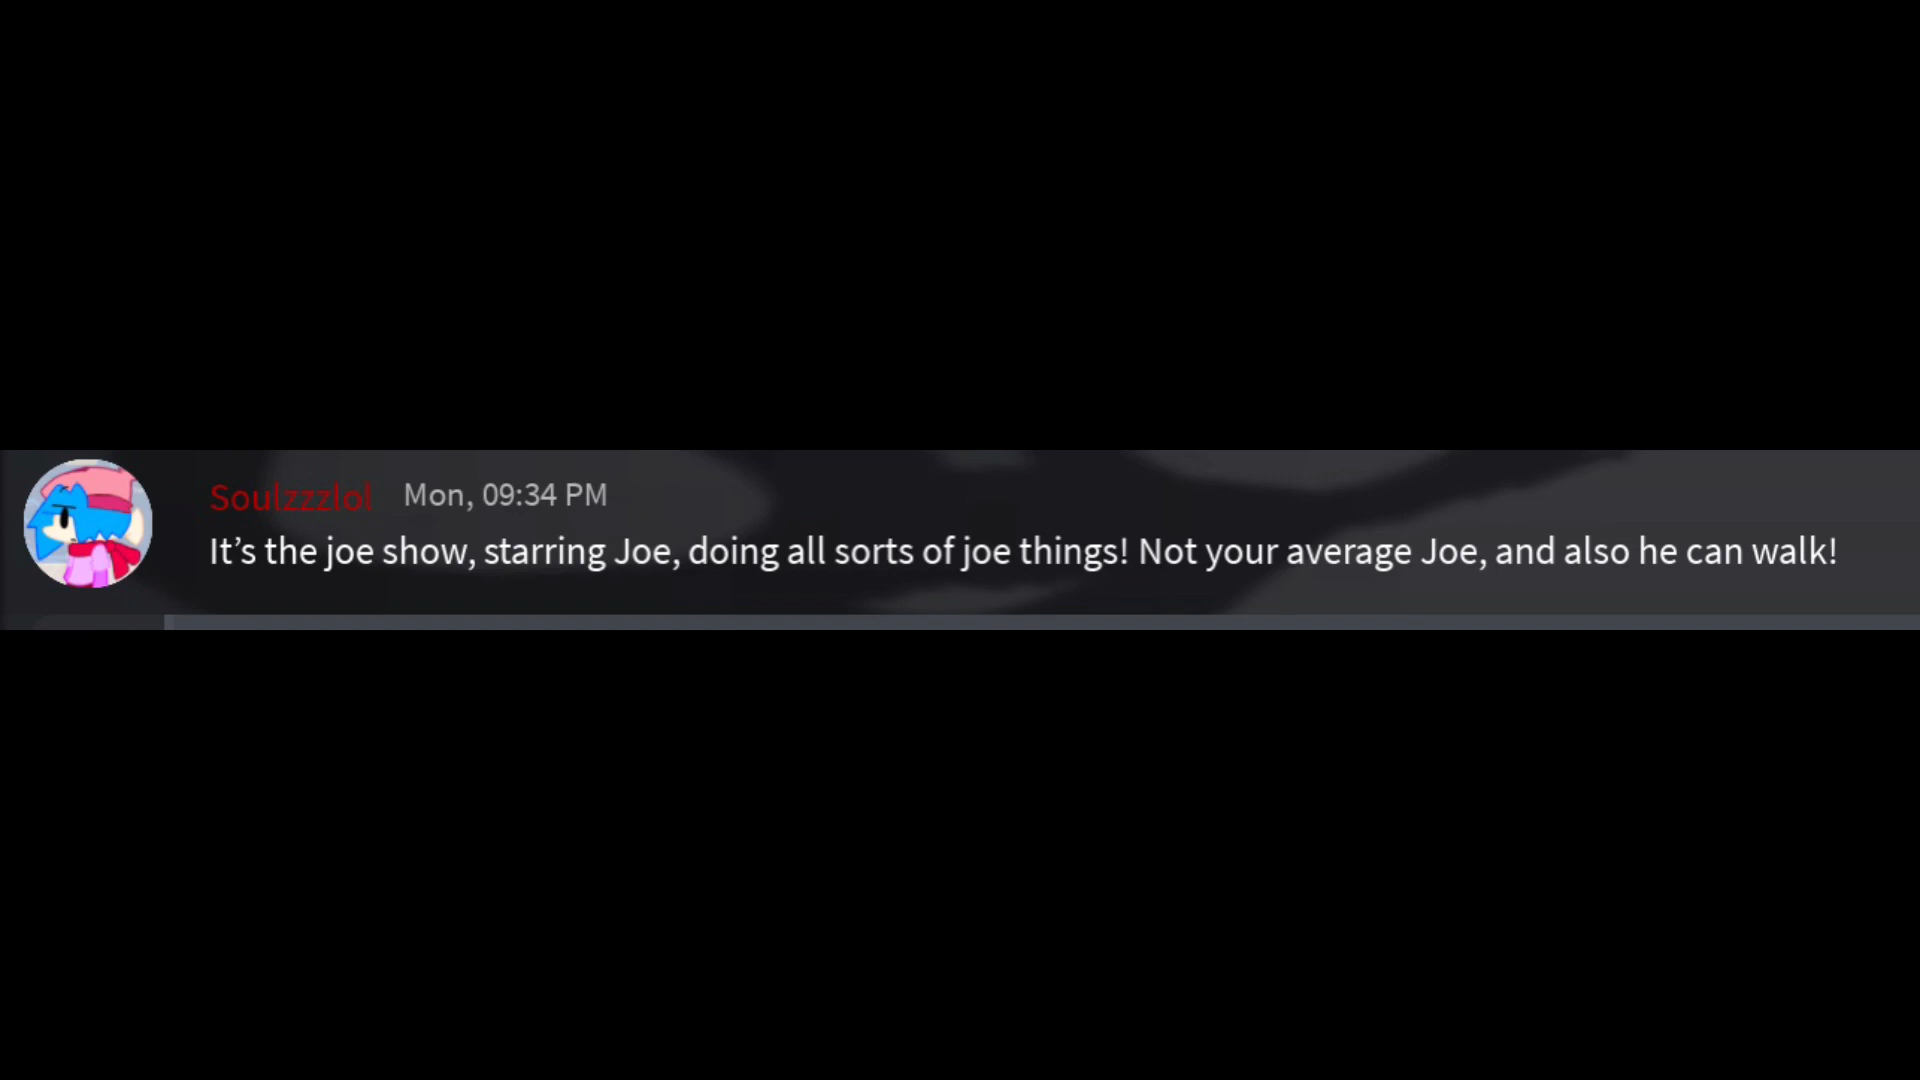 Soulzzzlol Mon, 09:34 PM
It’s the joe show, starring Joe, doing all sorts of joe things! Not your average Joe, and also he can walk!